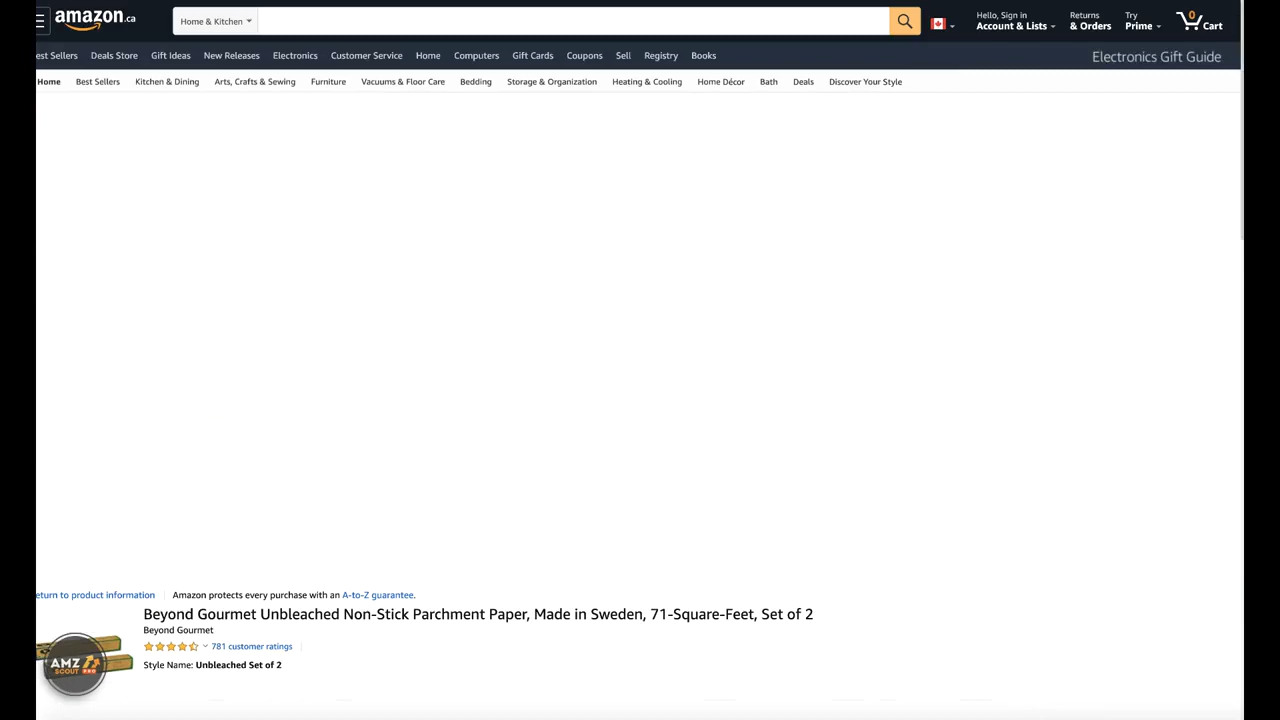 amazon.ca
Home & Kitchen
Hello, Sign in
Account & Lists
Returns
& Orders
Try
Prime
0
Cart
est Sellers Deals Store Gift Ideas New Releases Electronics Customer Service Home Computers Gift Cards Coupons Sell Registry Books
Electronics Gift Guide
Home Best Sellers Kitchen & Dining Arts, Crafts & Sewing Furniture Vacuums & Floor Care Bedding Storage & Organization Heating & Cooling Home Décor Bath Deals Discover Your Style
eturn to product information Amazon protects every purchase with an A-to-Z guarantee.
Beyond Gourmet Unbleached Non-Stick Parchment Paper, Made in Sweden, 71-Square-Feet, Set of 2
Beyond Gourmet
781 customer ratings
Style Name: Unbleached Set of 2
AMZ
SCOUT PRO